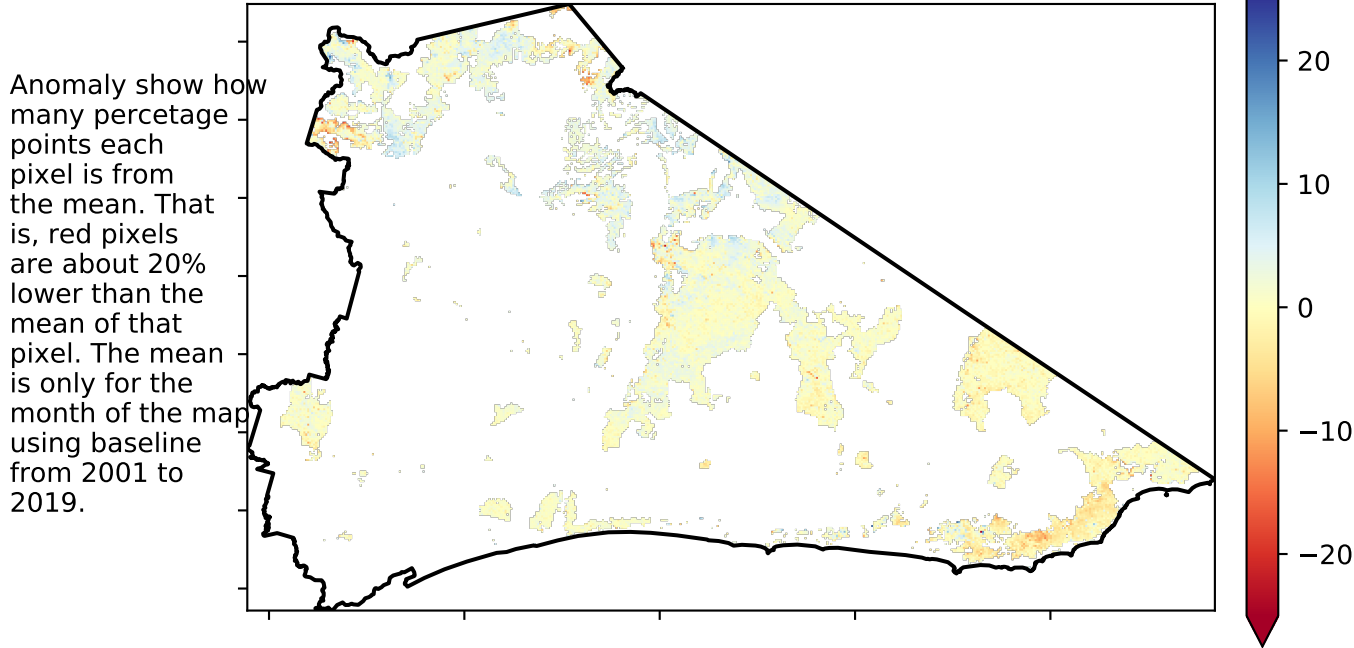 Anomaly show how
many percetage
points each
pixel is from
the mean. That
is, red pixels
are about 20%
lower than the
mean of that
pixel. The mean
is only for the
month of the map
using baseline
from 2001 to
2019.
20
10
0
−10
−20